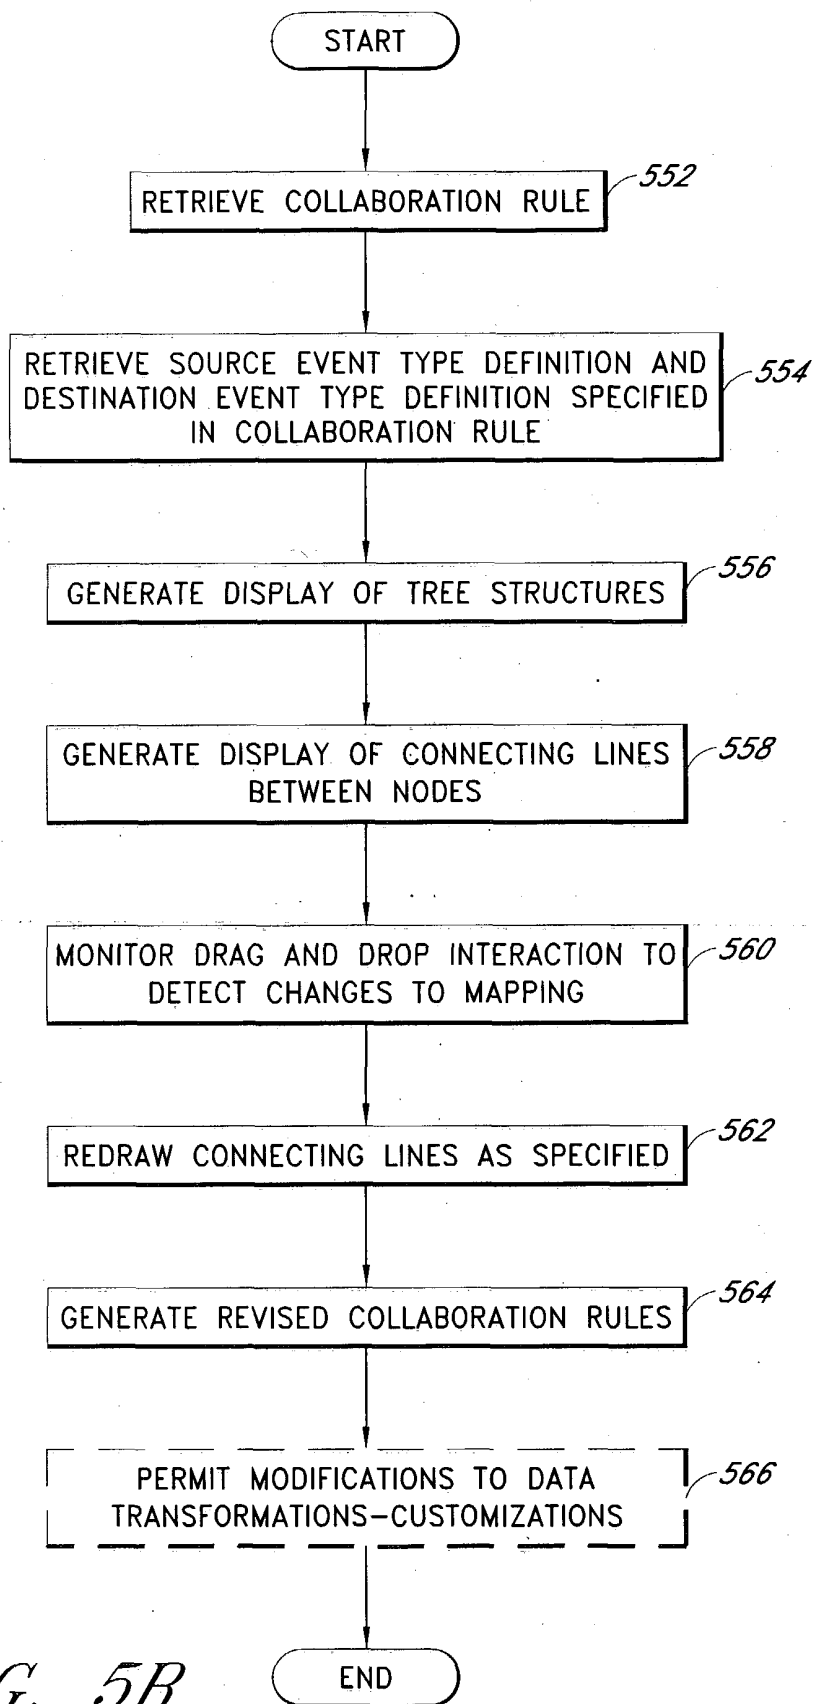 START
RETRIEVE COLLABORATION RULE
552
RETRIEVE SOURCE EVENT TYPE DEFINITION AND
DESTINATION EVENT TYPE DEFINITION SPECIFIED
IN COLLABORATION RULE
554
GENERATE DISPLAY OF TREE STRUCTURES
556
GENERATE DISPLAY OF CONNECTING LINES
BETWEEN NODES
558
MONITOR DRAG AND DROP INTERACTION TO
DETECT CHANGES TO MAPPING
560
REDRAW CONNECTING LINES AS SPECIFIED
562
GENERATE REVISED COLLABORATION RULES
564
PERMIT MODIFICATIONS TO DATA
TRANSFORMATIONS-CUSTOMIZATIONS
566
END
G. 5B